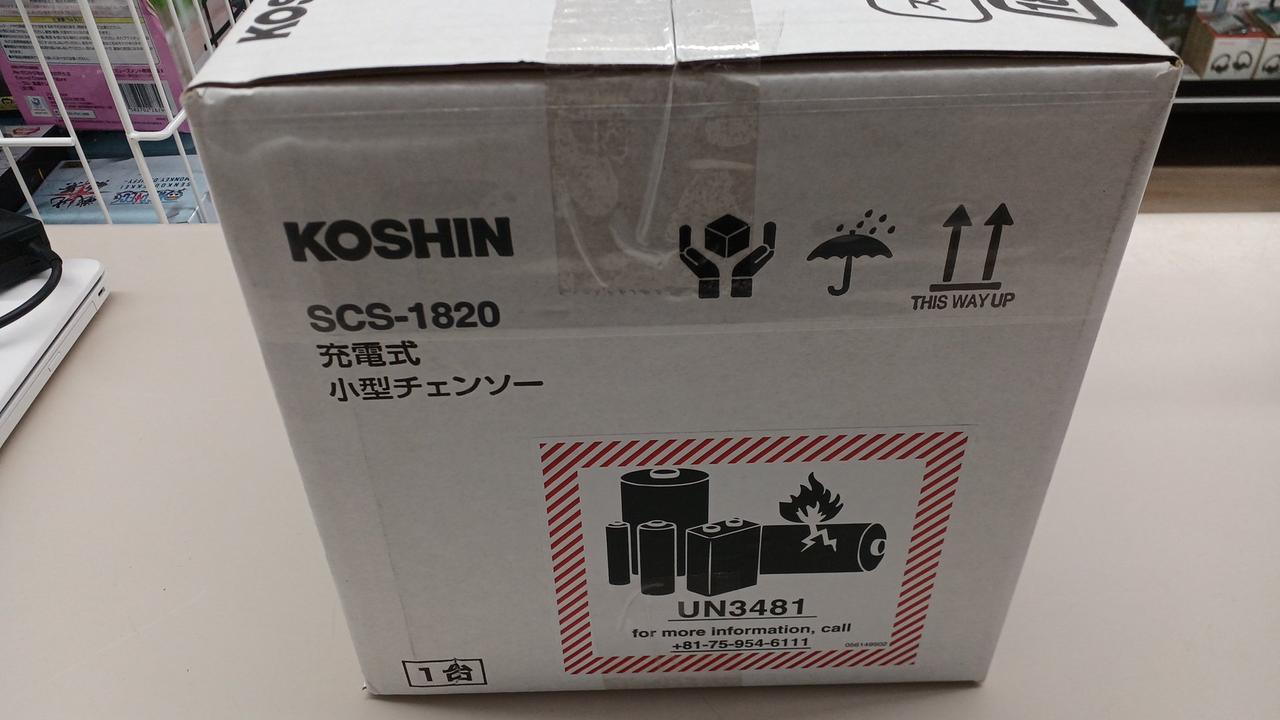 KOSHIN
SCS-1820
充電式
小型チェンソー
THIS WAY UP
UN3481
for more information, call
+81-75-954-6111
1台